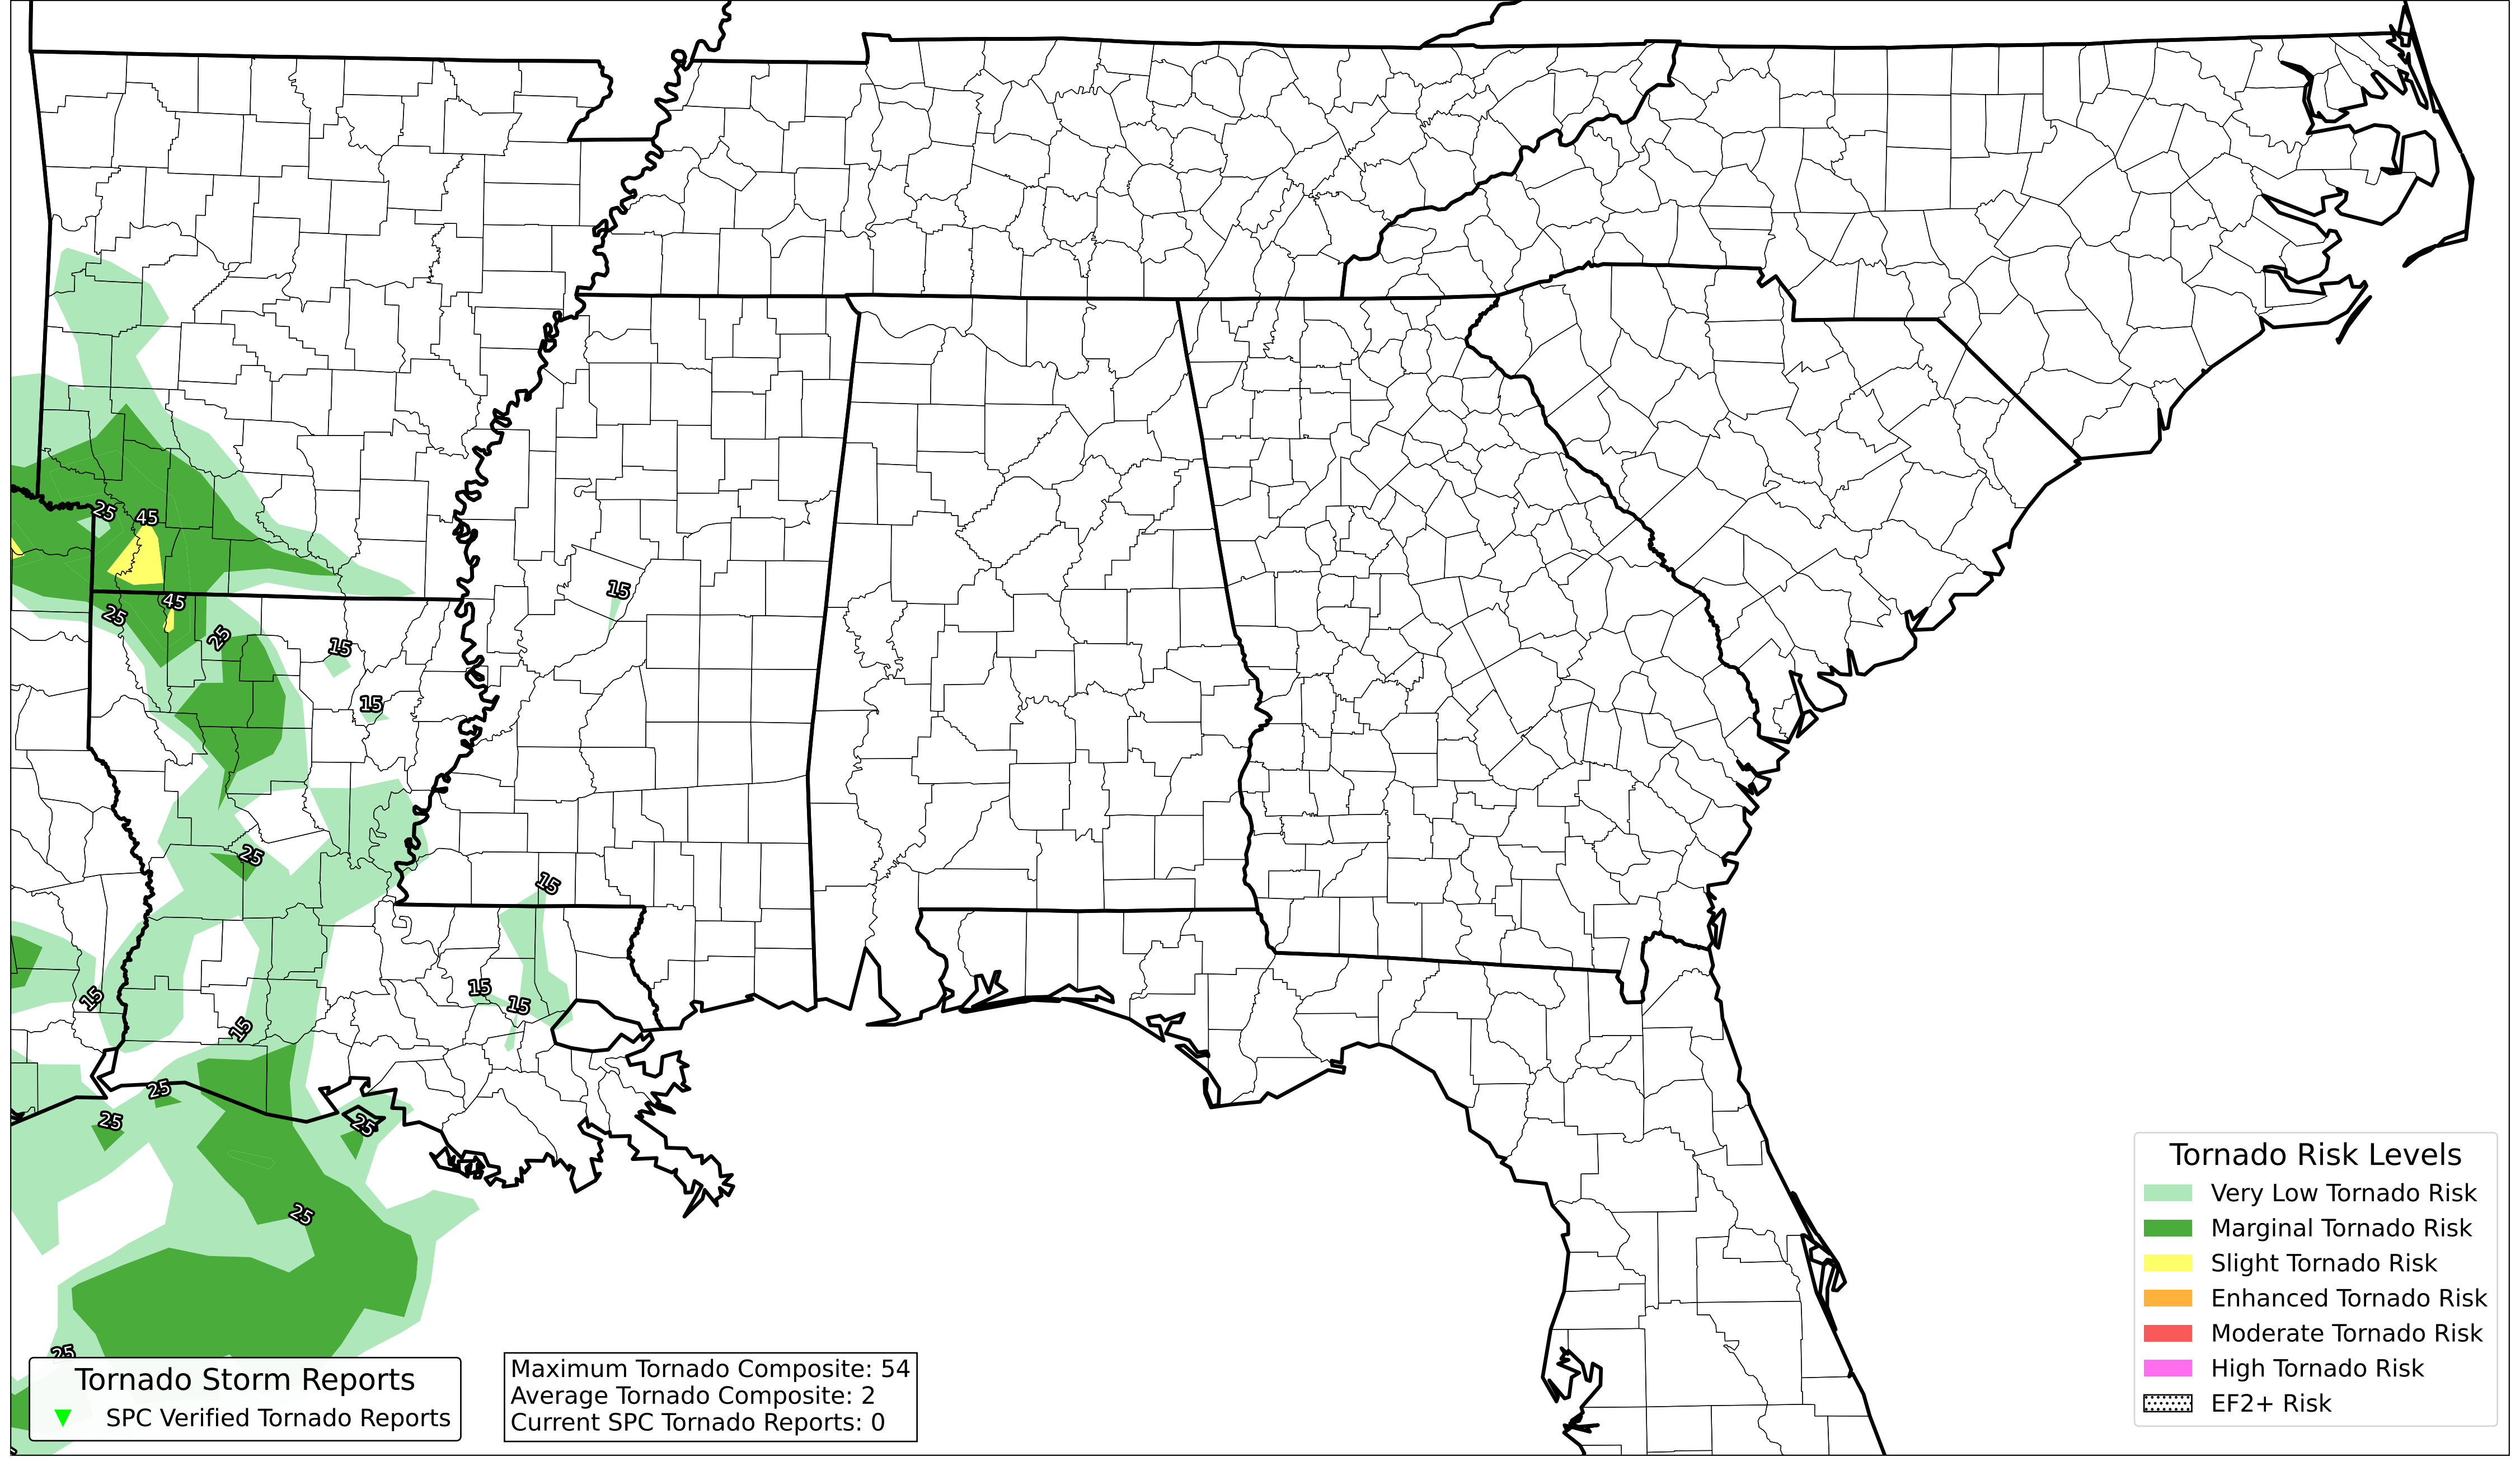 25
45
45
25
25
15
15
15
25
15
15
15
15
15
25
25
25
25
25
Tornado Storm Reports
SPC Verified Tornado Reports
Maximum Tornado Composite: 54
Average Tornado Composite: 2
Current SPC Tornado Reports: 0
Tornado Risk Levels
Very Low Tornado Risk
Marginal Tornado Risk
Slight Tornado Risk
Enhanced Tornado Risk
Moderate Tornado Risk
High Tornado Risk
EF2+ Risk